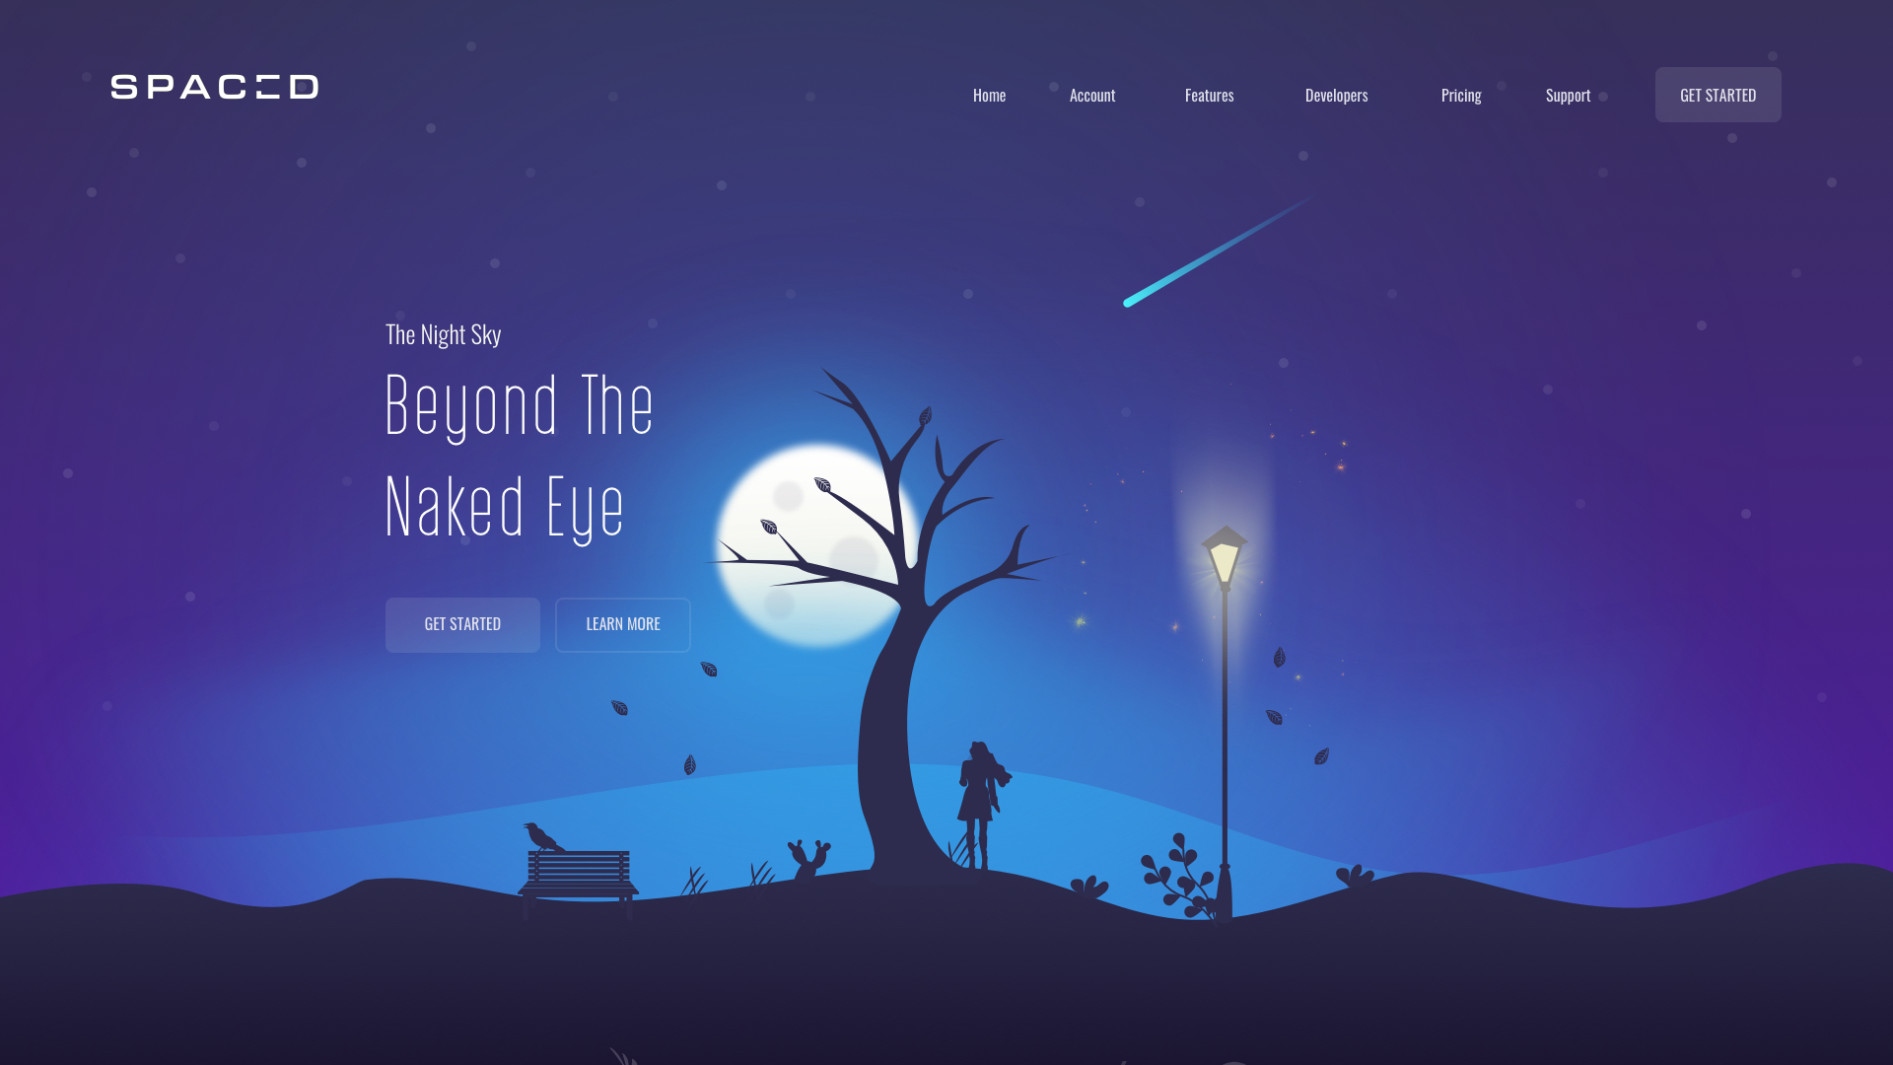 SPACED
Home Account Features Developers Pricing Support GET STARTED
The Night Sky
Beyond The
Naked Eye
GET STARTED LEARN MORE